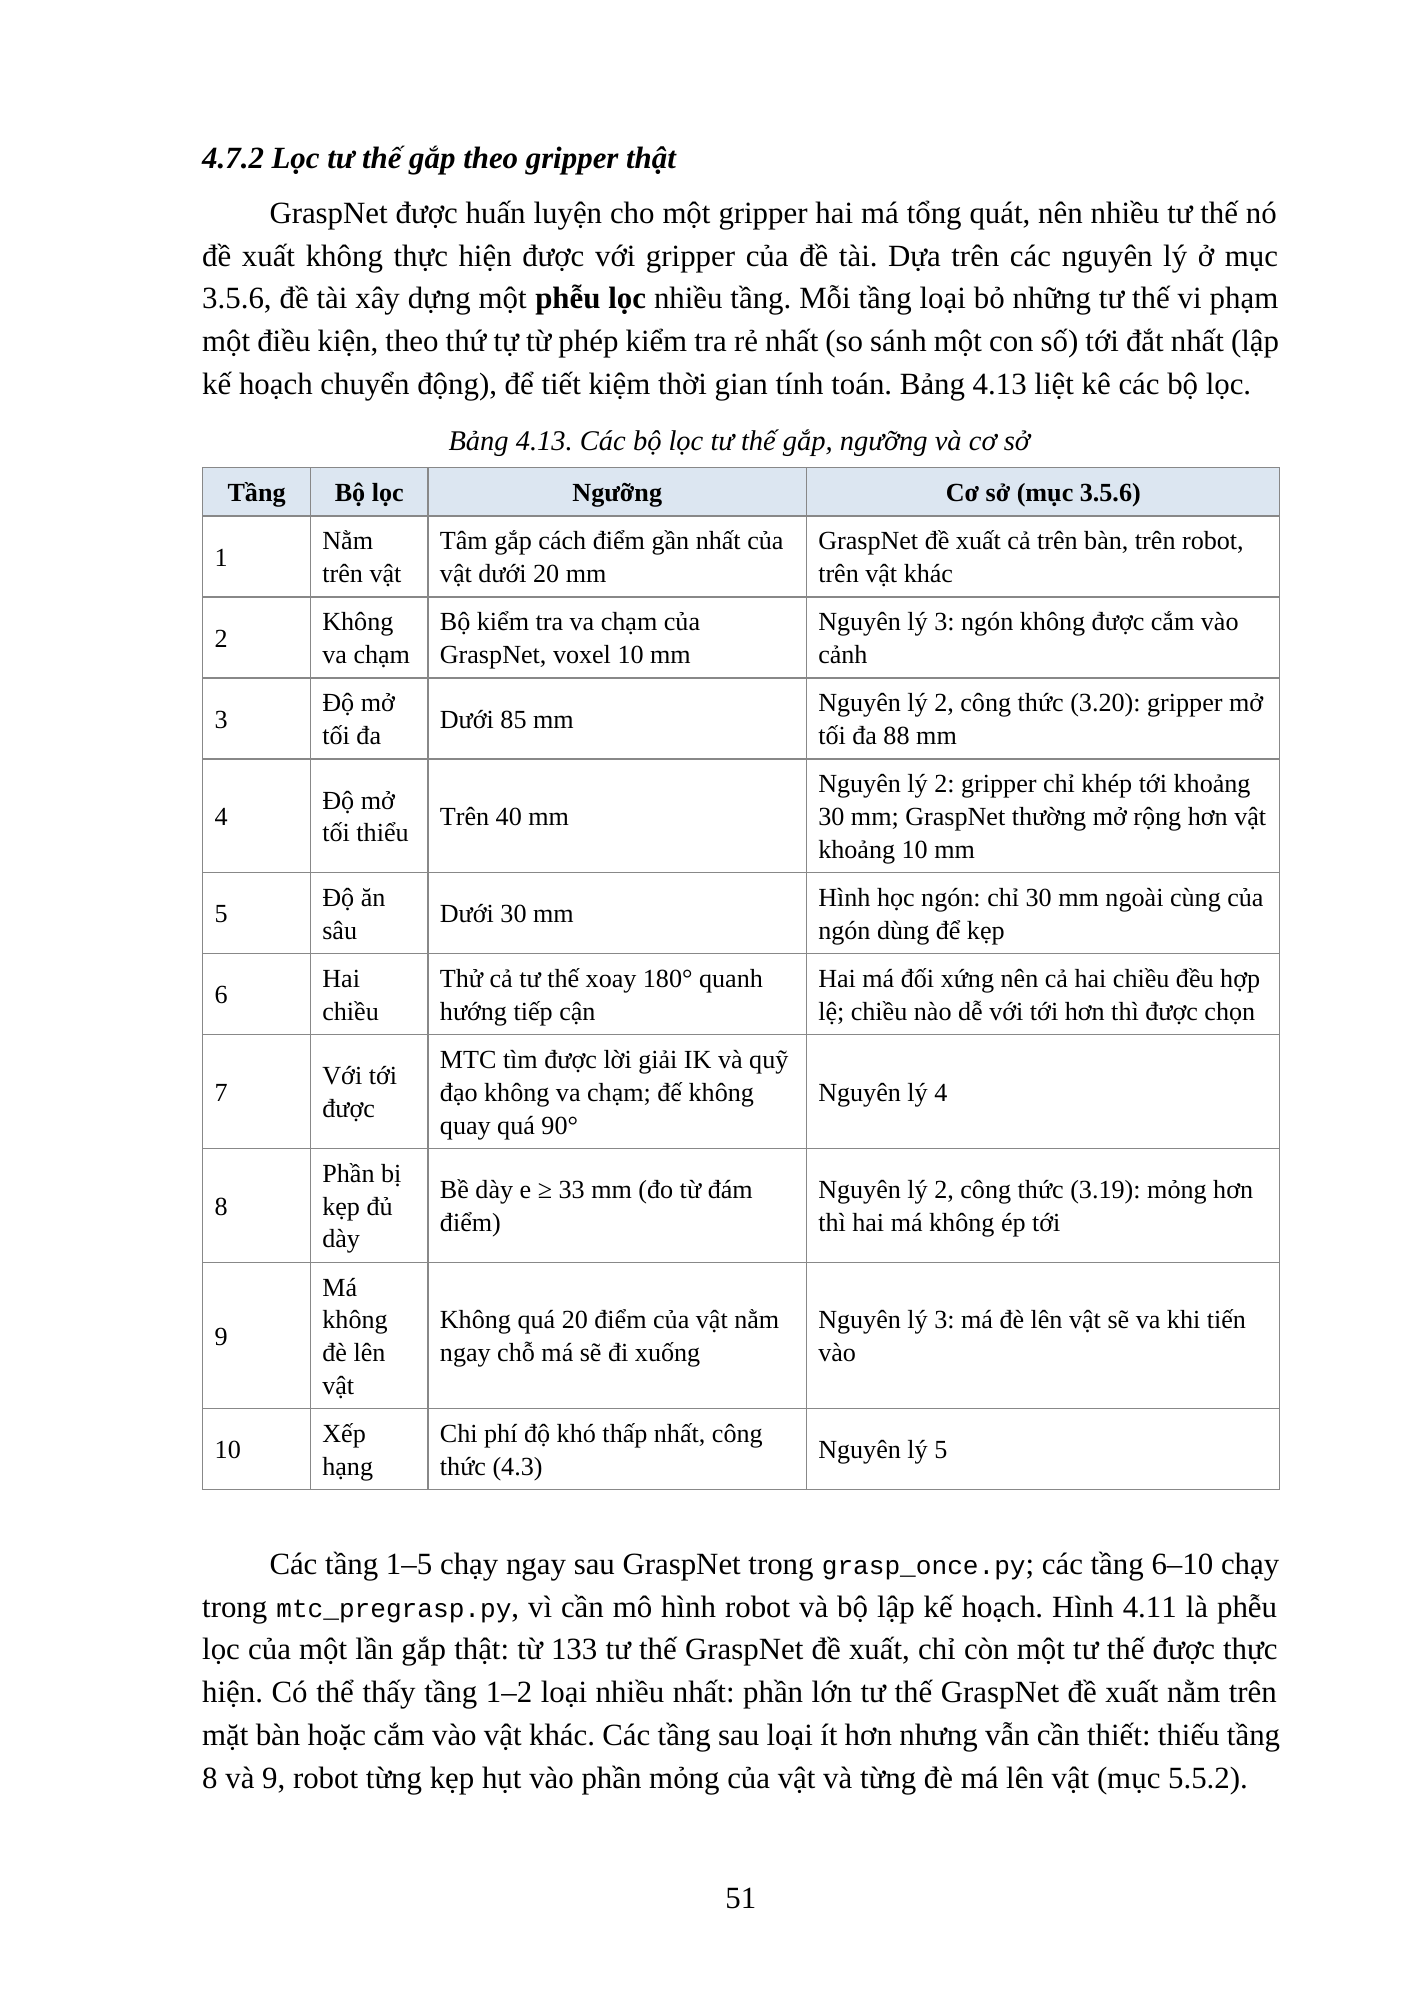 4.7.2 Lọc tư thế gắp theo gripper thật
GraspNet được huấn luyện cho một gripper hai má tổng quát, nên nhiều tư thế nó
đề xuất không thực hiện được với gripper của đề tài. Dựa trên các nguyên lý ở mục
3.5.6, đề tài xây dựng một phễu lọc nhiều tầng. Mỗi tầng loại bỏ những tư thế vi phạm
một điều kiện, theo thứ tự từ phép kiểm tra rẻ nhất (so sánh một con số) tới đắt nhất (lập
kế hoạch chuyển động), để tiết kiệm thời gian tính toán. Bảng 4.13 liệt kê các bộ lọc.
Bảng 4.13. Các bộ lọc tư thế gắp, ngưỡng và cơ sở
Tầng Bộ lọc Ngưỡng Cơ sở (mục 3.5.6)
1
Nằm
trên vật
Tâm gắp cách điểm gần nhất của
vật dưới 20 mm
GraspNet đề xuất cả trên bàn, trên robot,
trên vật khác
2
Không
va chạm
Bộ kiểm tra va chạm của
GraspNet, voxel 10 mm
Nguyên lý 3: ngón không được cắm vào
cảnh
3
Độ mở
tối đa
Dưới 85 mm
Nguyên lý 2, công thức (3.20): gripper mở
tối đa 88 mm
4
Độ mở
tối thiểu
Trên 40 mm
Nguyên lý 2: gripper chỉ khép tới khoảng
30 mm; GraspNet thường mở rộng hơn vật
khoảng 10 mm
5
Độ ăn
sâu
Dưới 30 mm
Hình học ngón: chỉ 30 mm ngoài cùng của
ngón dùng để kẹp
6
Hai
chiều
Thử cả tư thế xoay 180° quanh
hướng tiếp cận
Hai má đối xứng nên cả hai chiều đều hợp
lệ; chiều nào dễ với tới hơn thì được chọn
7
Với tới
được
MTC tìm được lời giải IK và quỹ
đạo không va chạm; đế không
quay quá 90°
Nguyên lý 4
8
Phần bị
kẹp đủ
dày
Bề dày e ≥ 33 mm (đo từ đám
điểm)
Nguyên lý 2, công thức (3.19): mỏng hơn
thì hai má không ép tới
9
Má
không
đè lên
vật
Không quá 20 điểm của vật nằm
ngay chỗ má sẽ đi xuống
Nguyên lý 3: má đè lên vật sẽ va khi tiến
vào
10
Xếp
hạng
Chi phí độ khó thấp nhất, công
thức (4.3)
Nguyên lý 5
Các tầng 1–5 chạy ngay sau GraspNet trong grasp_once.py; các tầng 6–10 chạy
trong mtc_pregrasp.py, vì cần mô hình robot và bộ lập kế hoạch. Hình 4.11 là phễu
lọc của một lần gắp thật: từ 133 tư thế GraspNet đề xuất, chỉ còn một tư thế được thực
hiện. Có thể thấy tầng 1–2 loại nhiều nhất: phần lớn tư thế GraspNet đề xuất nằm trên
mặt bàn hoặc cắm vào vật khác. Các tầng sau loại ít hơn nhưng vẫn cần thiết: thiếu tầng
8 và 9, robot từng kẹp hụt vào phần mỏng của vật và từng đè má lên vật (mục 5.5.2).
51